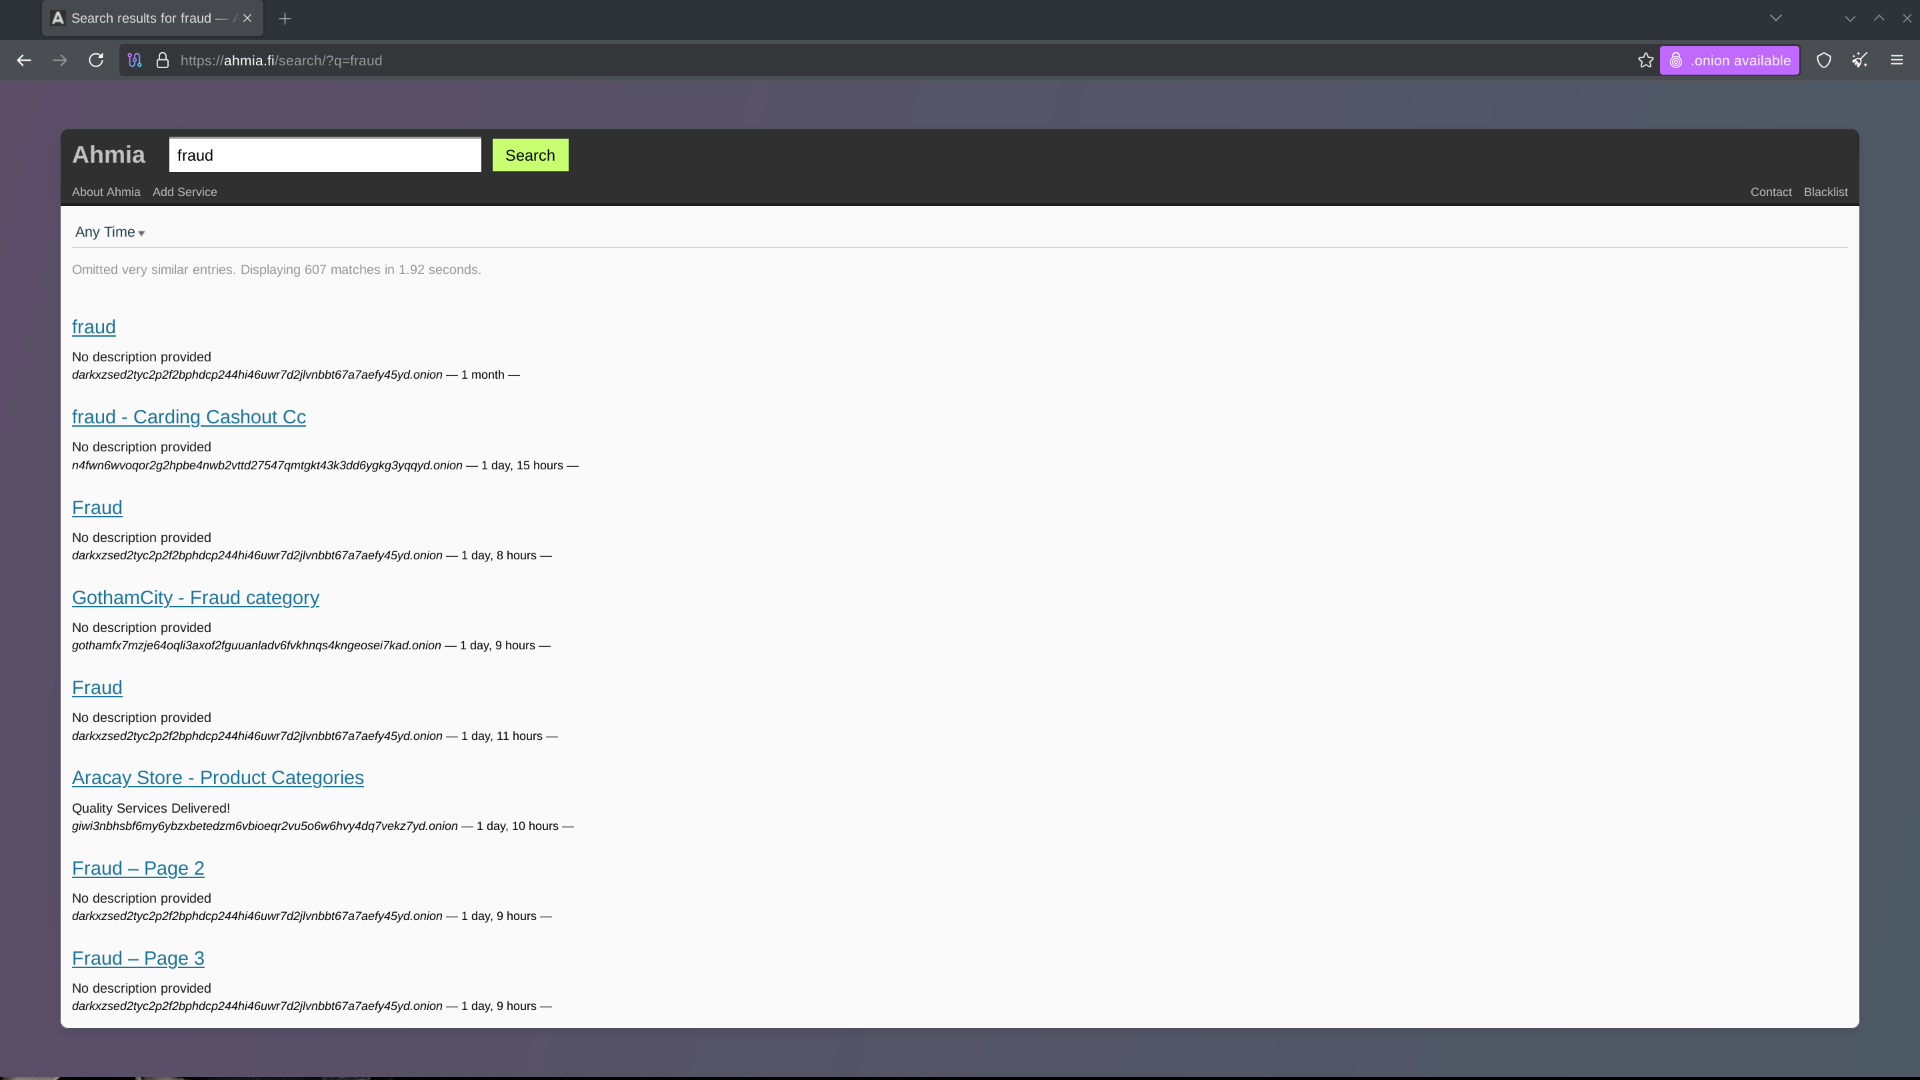 Search results for fraud —
https://ahmia.fi/search/?q=fraud
.onion available
Ahmia
fraud
Search
About Ahmia Add Service
Contact Blacklist
Any Time
Omitted very similar entries. Displaying 607 matches in 1.92 seconds.
fraud
No description provided
darkxzsed2tyc2p2f2bphdcp244hi46uwr7d2jlvnbbt67a7aefy45yd.onion — 1 month —
fraud - Carding Cashout Cc
No description provided
n4fwn6wvoqor2g2hpbe4nwb2vttd27547qmtgkt43k3dd6ygkg3yqqyd.onion — 1 day, 15 hours —
Fraud
No description provided
darkxzsed2tyc2p2f2bphdcp244hi46uwr7d2jlvnbbt67a7aefy45yd.onion — 1 day, 8 hours —
GothamCity - Fraud category
No description provided
gothamfx7mzje64oqli3axof2fguuanladv6fvkhnqs4kngeosei7kad.onion — 1 day, 9 hours —
Fraud
No description provided
darkxzsed2tyc2p2f2bphdcp244hi46uwr7d2jlvnbbt67a7aefy45yd.onion — 1 day, 11 hours —
Aracay Store - Product Categories
Quality Services Delivered!
giwi3nbhsbf6my6ybzxbetedzm6vbioeqr2vu5o6w6hvy4dq7vekz7yd.onion — 1 day, 10 hours —
Fraud – Page 2
No description provided
darkxzsed2tyc2p2f2bphdcp244hi46uwr7d2jlvnbbt67a7aefy45yd.onion — 1 day, 9 hours —
Fraud – Page 3
No description provided
darkxzsed2tyc2p2f2bphdcp244hi46uwr7d2jlvnbbt67a7aefy45yd.onion — 1 day, 9 hours —